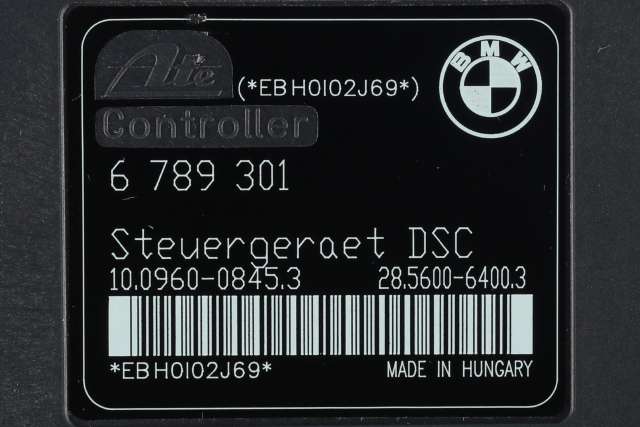 Ate
(*EBH0I02J69*)
BMW
Controller
6 789 301
Steuergeraet DSC
10.0960-0845.3 28.5600-6400.3
*EBH0I02J69*
MADE IN HUNGARY